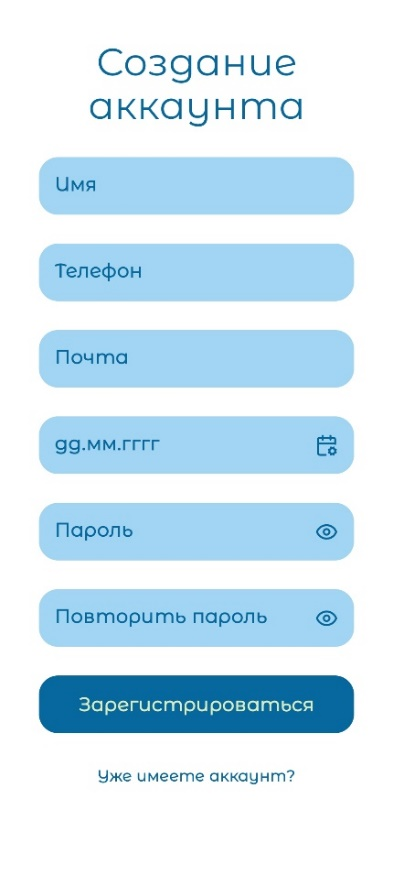 Создание
аккаунта
Имя
Телефон
Почта
дд.мм.гггг
Пароль
Повторить пароль
Зарегистрироваться
Уже имеете аккаунт?